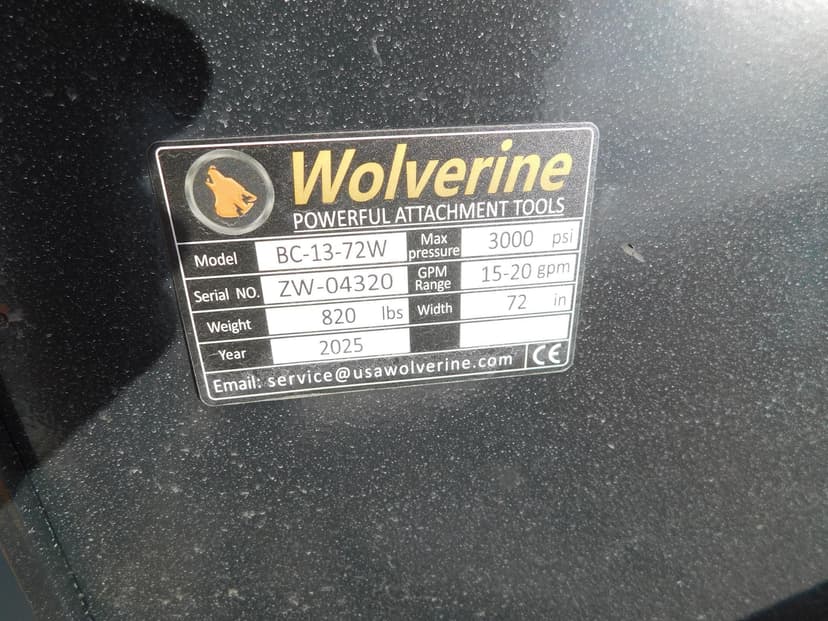 Wolverine
POWERFUL ATTACHMENT TOOLS
Model BC-13-72W Max pressure 3000 psi
Serial NO. ZW-04320 GPM Range 15-20 gpm
Weight 820 lbs Width 72 in
Year 2025
Email: service@usawolverine.com CE